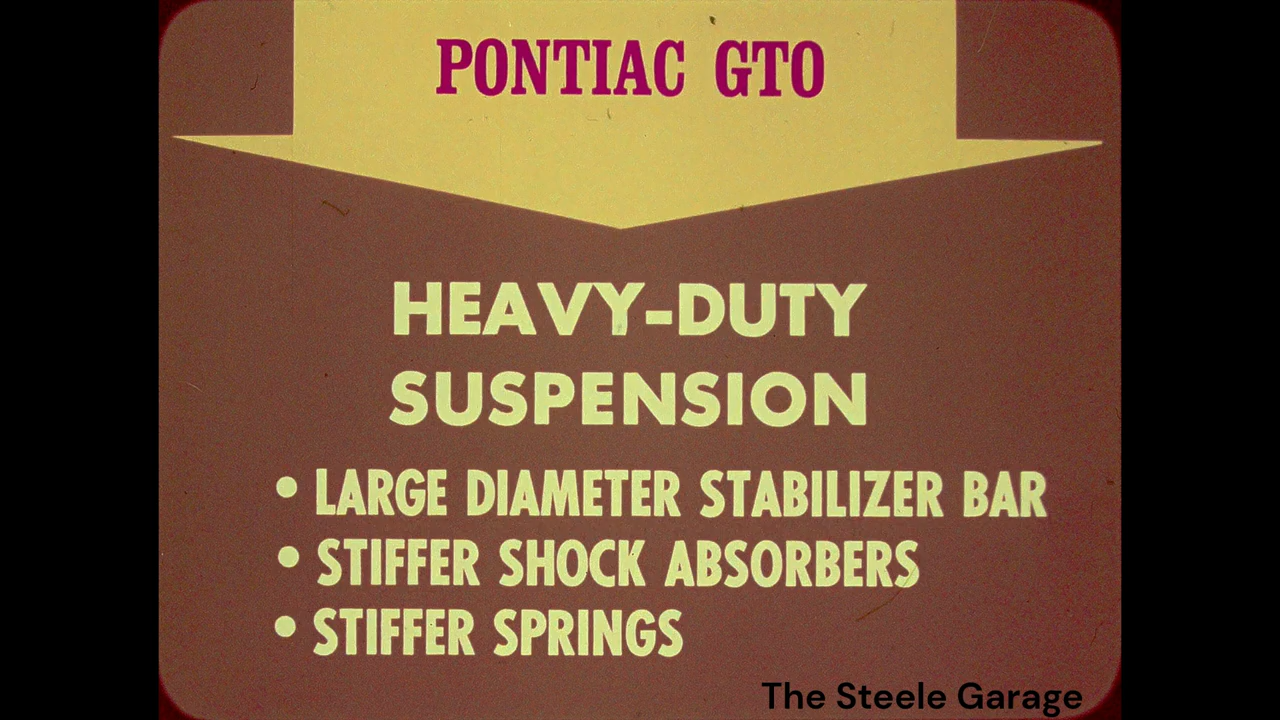 PONTIAC GTO
HEAVY-DUTY
SUSPENSION
• LARGE DIAMETER STABILIZER BAR
• STIFFER SHOCK ABSORBERS
• STIFFER SPRINGS
The Steele Garage